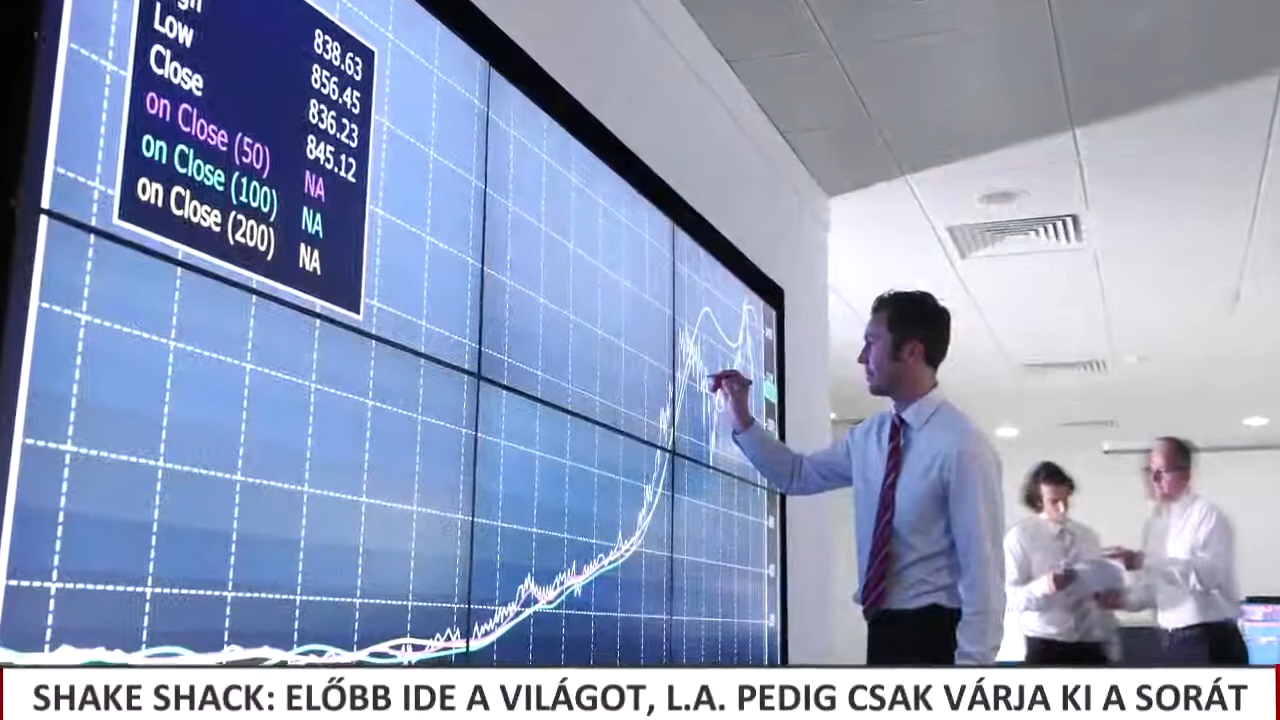 Low 838.63
Close 856.45
836.23
on Close (50) 845.12
on Close (100) NA
on Close (200) NA
NA
SHAKE SHACK: ELŐBB IDE A VILÁGOT, L.A. PEDIG CSAK VÁRJA KI A SORÁT